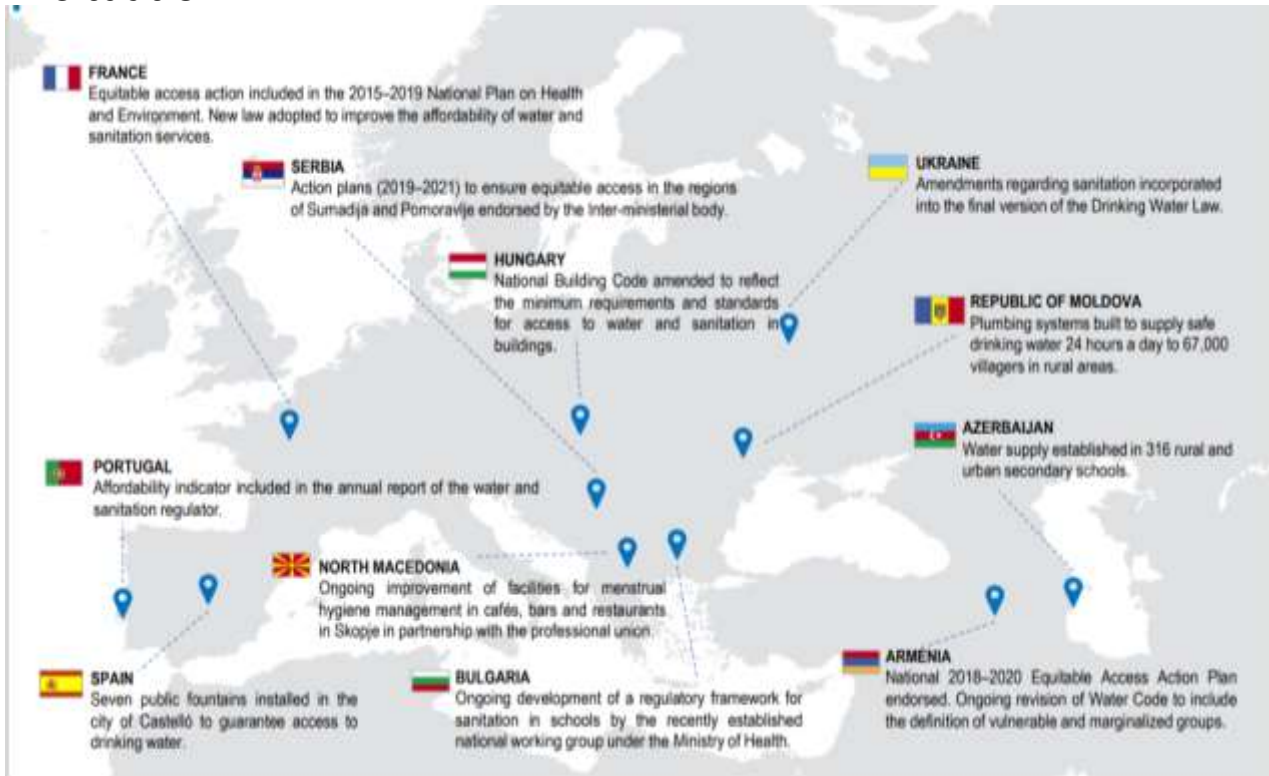 FRANCE
Equitable access action included in the 2015–2019 National Plan on Health
and Environment. New law adopted to improve the affordability of water and
sanitation services.
SERBIA
Action plans (2019–2021) to ensure equitable access in the regions
of Sumadija and Pomoravlje endorsed by the Inter-ministerial body.
UKRAINE
Amendments regarding sanitation incorporated
into the final version of the Drinking Water Law.
HUNGARY
National Building Code amended to reflect
the minimum requirements and standards
for access to water and sanitation in
buildings.
REPUBLIC OF MOLDOVA
Plumbing systems built to supply safe
drinking water 24 hours a day to 67,000
villagers in rural areas.
AZERBAIJAN
Water supply established in 316 rural and
urban secondary schools.
PORTUGAL
Affordability indicator included in the annual report of the water and
sanitation regulator.
NORTH MACEDONIA
Ongoing improvement of facilities for menstrual
hygiene management in cafés, bars and restaurants
in Skopje in partnership with the professional union.
SPAIN
Seven public fountains installed in the
city of Castelló to guarantee access to
drinking water.
BULGARIA
Ongoing development of a regulatory framework for
sanitation in schools by the recently established
national working group under the Ministry of Health.
ARMENIA
National 2018–2020 Equitable Access Action Plan
endorsed. Ongoing revision of Water Code to include
the definition of vulnerable and marginalized groups.